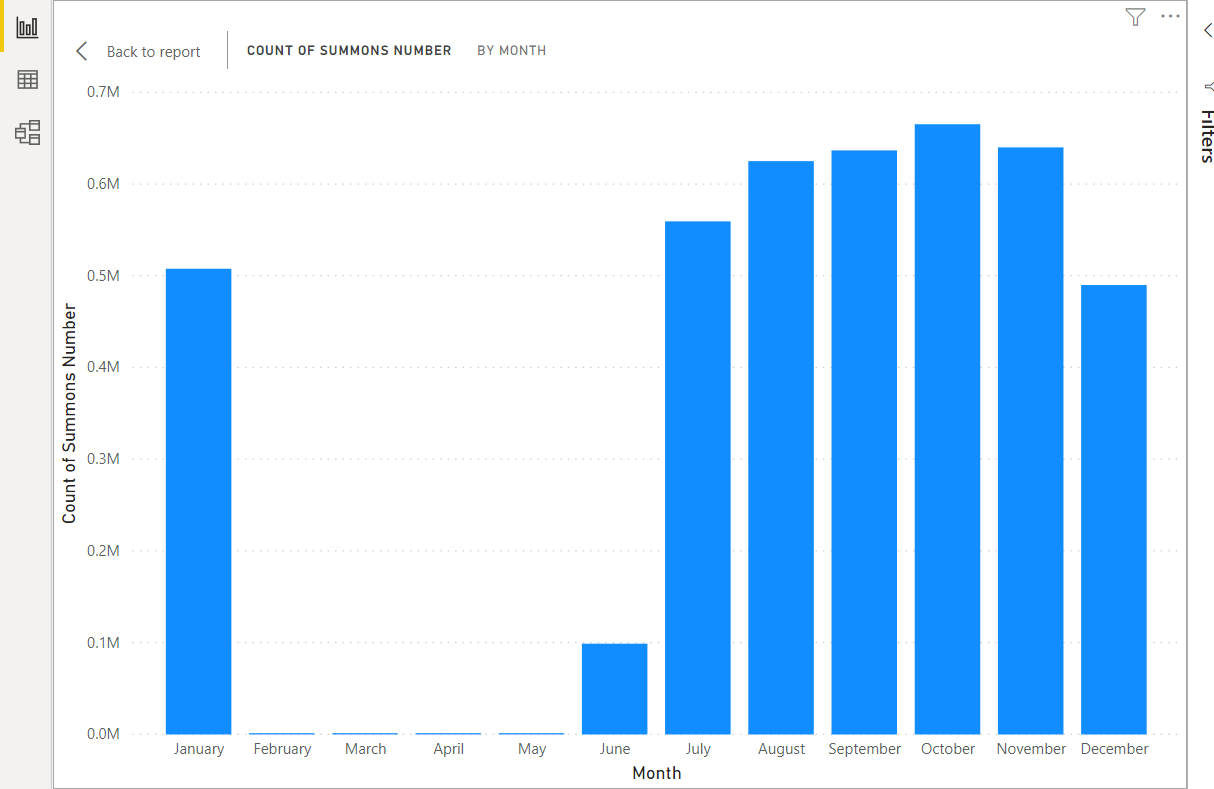 Back to report
COUNT OF SUMMONS NUMBER
BY MONTH
0.7M
0.6M
0.5M
0.4M
0.3M
0.2M
0.1M
0.0M
Count of Summons Number
January February March April May June July August September October November December
Month
Filters